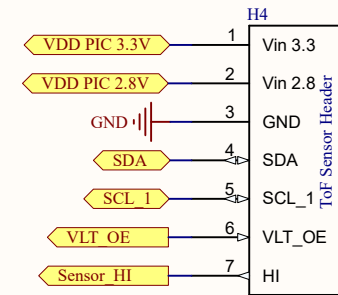 H4
VDD PIC 3.3V 1 Vin 3.3
VDD PIC 2.8V 2 Vin 2.8
GND 3 GND
SDA 4 SDA
SCL_1 5 SCL_1
VLT_OE 6 VLT_OE
Sensor_HI 7 HI
ToF Sensor Header